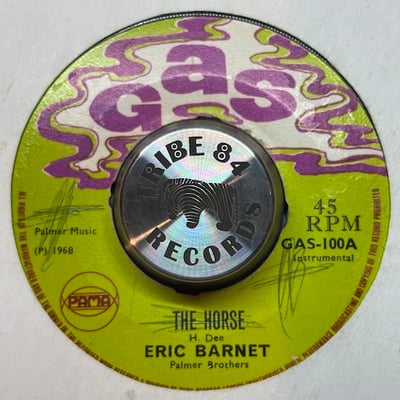 Gas
TRIBE 84
RECORDS
Palmer Music
(P) 1968
45
RPM
GAS-100A
Instrumental
PAMA
THE HORSE
H. Dee
ERIC BARNET
Palmer Brothers